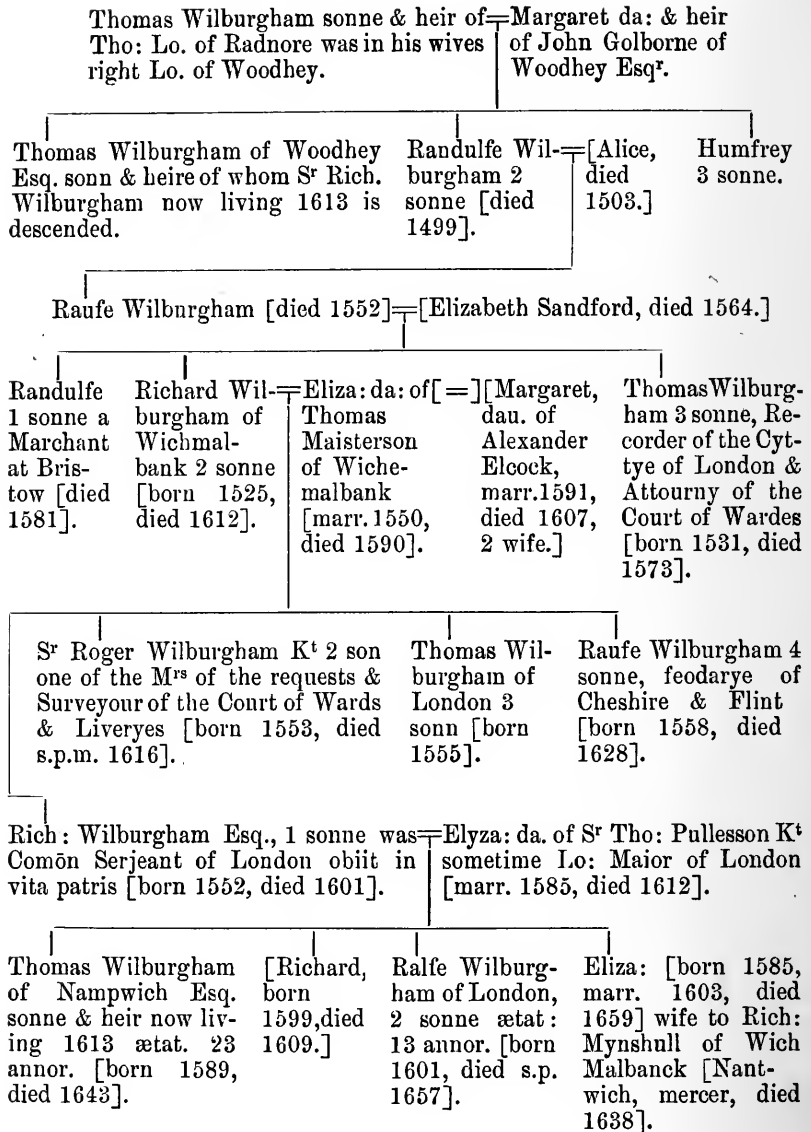 Thomas Wilburgham sonne & heir of
Tho: Lo. of Radnore was in his wives
right Lo. of Woodhey.
Margaret da: & heir
of John Golborne of
Woodhey Esqʳ.
Thomas Wilburgham of Woodhey
Esq. sonn & heire of whom Sʳ Rich.
Wilburgham now living 1613 is
descended.
Randulfe Wil-
burgham 2
sonne [died
1499].
[Alice,
died
1503.]
Humfrey
3 sonne.
Raufe Wilburgham [died 1552]
[Elizabeth Sandford, died 1564.]
Randulfe
1 sonne a
Marchant
at Bris-
tow [died
1581].
Richard Wil-
burgham of
Wichmal-
bank 2 sonne
[born 1525,
died 1612].
Eliza: da: of
Thomas
Maisterson
of Wiche-
malbank
[marr. 1550,
died 1590].
[=]
[Margaret,
dau. of
Alexander
Elcock,
marr. 1591,
died 1607,
2 wife.]
Thomas Wilburg-
ham 3 sonne, Re-
corder of the Cyt-
tye of London &
Attourny of the
Court of Wardes
[born 1531, died
1573].
Sʳ Roger Wilburgham Kᵗ 2 son
one of the Mʳˢ of the requests &
Surveyour of the Court of Wards
& Liveryes [born 1553, died
s.p.m. 1616].
Thomas Wil-
burgham of
London 3
sonn [born
1555].
Raufe Wilburgham 4
sonne, feodarye of
Cheshire & Flint
[born 1558, died
1628].
Rich: Wilburgham Esq., 1 sonne was
Comōn Serjeant of London obiit in
vita patris [born 1552, died 1601].
Elyza: da. of Sʳ Tho: Pullesson Kᵗ
sometime Lo: Maior of London
[marr. 1585, died 1612].
Thomas Wilburgham
of Nampwich Esq.
sonne & heir now liv-
ing 1613 ætat. 23
annor. [born 1589,
died 1643].
[Richard,
born
1599, died
1609.]
Ralfe Wilburg-
ham of London,
2 sonne ætat:
13 annor. [born
1601, died s.p.
1657].
Eliza: [born 1585,
marr. 1603, died
1659] wife to Rich:
Mynshull of Wich
Malbanck [Nant-
wich, mercer, died
1638].